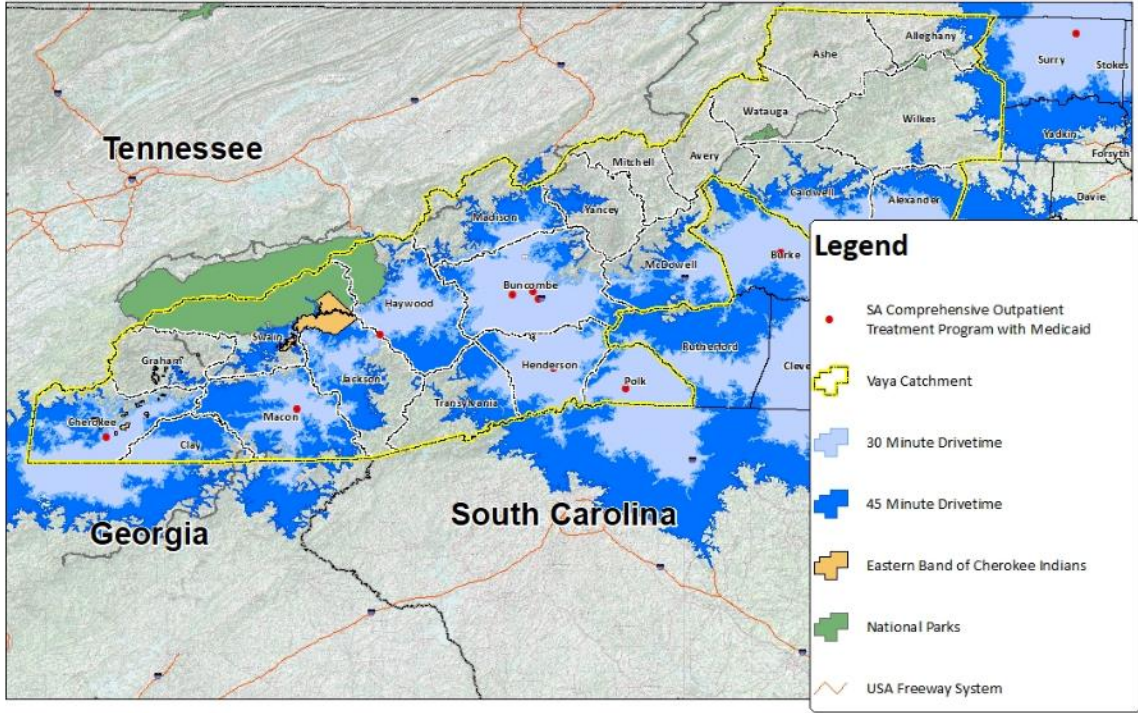 Alleghany
Ashe
Surry
Stokes
Watauga
Wilkes
Yadkin
Forsyth
Tennessee
Mitchell
Avery
Davie
Caldwell
Alexander
Yancey
Madison
McDowell
Burke
Buncombe
Haywood
Swain
Rutherford
Cleve
Graham
Henderson
Jackson
Polk
Transylvania
Macon
Cherokee
Clay
South Carolina
Georgia
Legend
SA Comprehensive Outpatient
Treatment Program with Medicaid
Vaya Catchment
30 Minute Drivetime
45 Minute Drivetime
Eastern Band of Cherokee Indians
National Parks
USA Freeway System